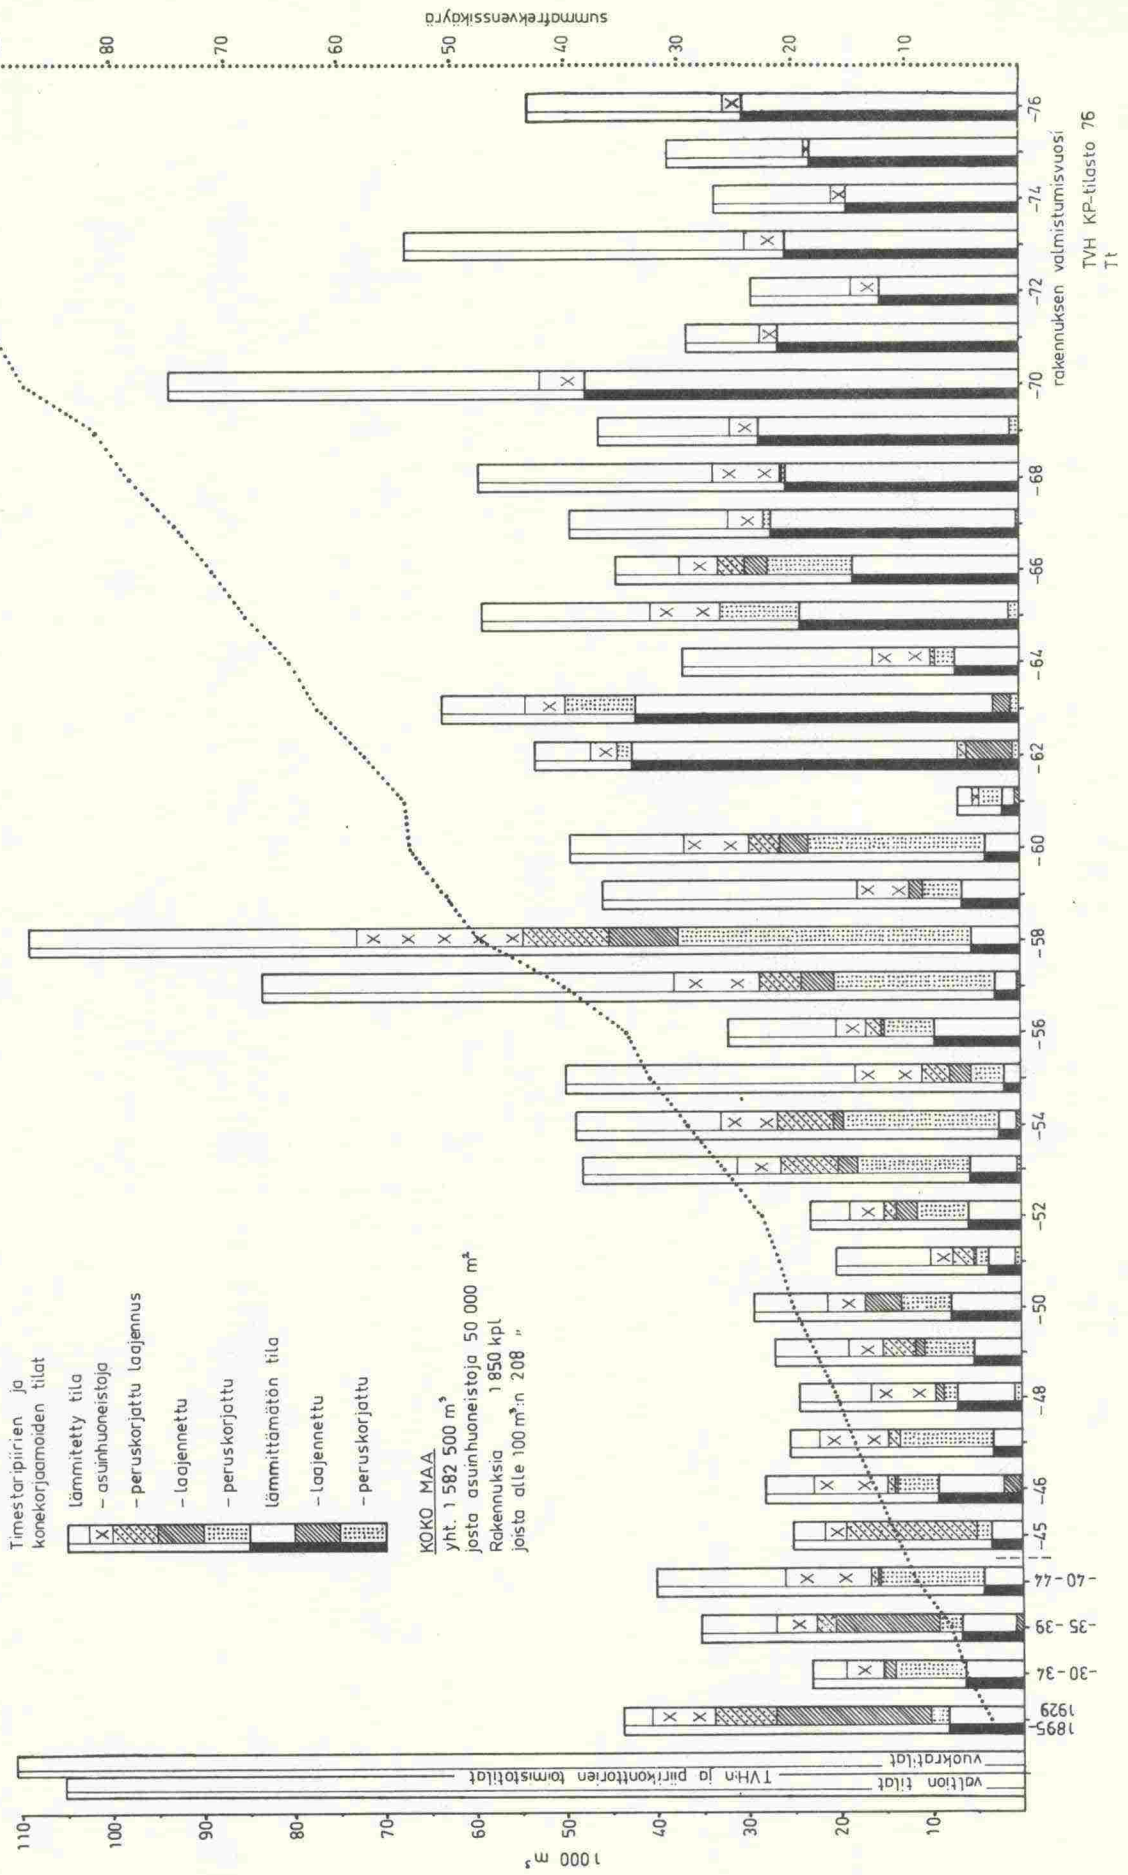 Tiestaripiirien ja
konekorjaamoiden tilat
lämmitetty tila
- asuinhuoneistoja
- peruskorjattu laajennus
- laajennettu
- peruskorjattu
lämmittämätön tila
- laajennettu
- peruskorjattu
KOKO MAA
yht. 1 582 500 m³
josta asuinhuoneistoja 50 000 m²
Rakennuksia 1 850 kpl
joista alle 100 m³:n 208 "
1 000 m³
110
100
90
80
70
60
50
40
30
20
10
valtion tilat
TVH:n ja piirikonttorien toimistotilat
vuokratilat
1895-
1929
-30-34
-35-39
-40-44
-45
-46
-48
-50
-52
-54
-56
-58
-60
-62
-64
-66
-68
-70
-72
-74
-76
rakennuksen valmistumisvuosi
summafrekvenssikäyrä
80
70
60
50
40
30
20
10
TVH KP-tilasto 76
Tt